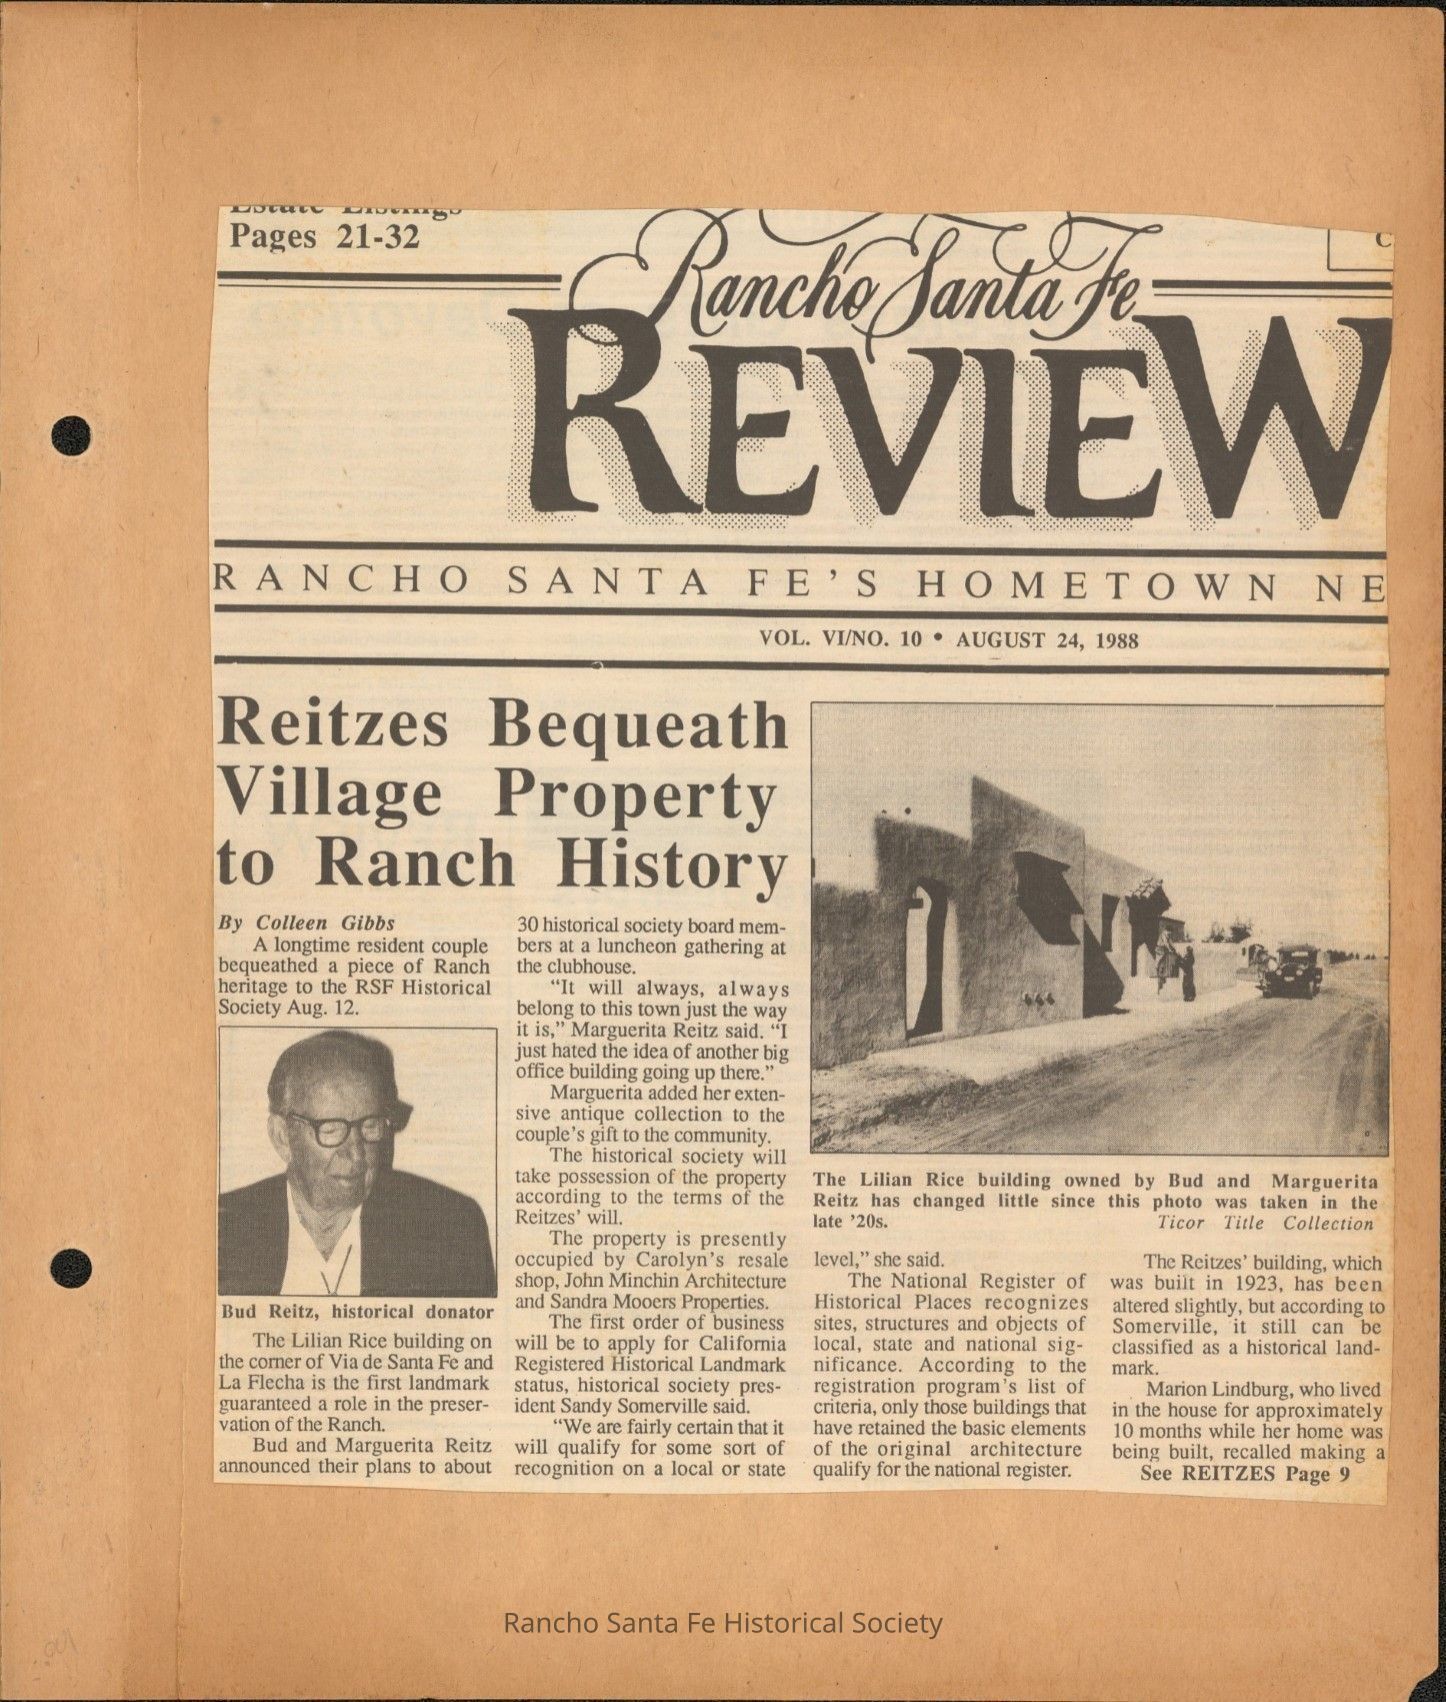 Estate Listings
Pages 21-32
C
Rancho Santa Fe
REVIEW
RANCHO SANTA FE'S HOMETOWN NE
VOL. VI/NO. 10 • AUGUST 24, 1988
Reitzes Bequeath
Village Property
to Ranch History
By Colleen Gibbs
A longtime resident couple
bequeathed a piece of Ranch
heritage to the RSF Historical
Society Aug. 12.
Bud Reitz, historical donator
The Lilian Rice building on
the corner of Via de Santa Fe and
La Flecha is the first landmark
guaranteed a role in the preser-
vation of the Ranch.
Bud and Marguerita Reitz
announced their plans to about
30 historical society board mem-
bers at a luncheon gathering at
the clubhouse.
"It will always, always
belong to this town just the way
it is," Marguerita Reitz said. "I
just hated the idea of another big
office building going up there."
Marguerita added her exten-
sive antique collection to the
couple's gift to the community.
The historical society will
take possession of the property
according to the terms of the
Reitzes' will.
The property is presently
occupied by Carolyn's resale
shop, John Minchin Architecture
and Sandra Mooers Properties.
The first order of business
will be to apply for California
Registered Historical Landmark
status, historical society pres-
ident Sandy Somerville said.
"We are fairly certain that it
will qualify for some sort of
recognition on a local or state
The Lilian Rice building owned by Bud and Marguerita
Reitz has changed little since this photo was taken in the
late '20s. Ticor Title Collection
level," she said.
The National Register of
Historical Places recognizes
sites, structures and objects of
local, state and national sig-
nificance. According to the
registration program's list of
criteria, only those buildings that
have retained the basic elements
of the original architecture
qualify for the national register.
The Reitzes' building, which
was built in 1923, has been
altered slightly, but according to
Somerville, it still can be
classified as a historical land-
mark.
Marion Lindburg, who lived
in the house for approximately
10 months while her home was
being built, recalled making a
See REITZES Page 9
Rancho Santa Fe Historical Society